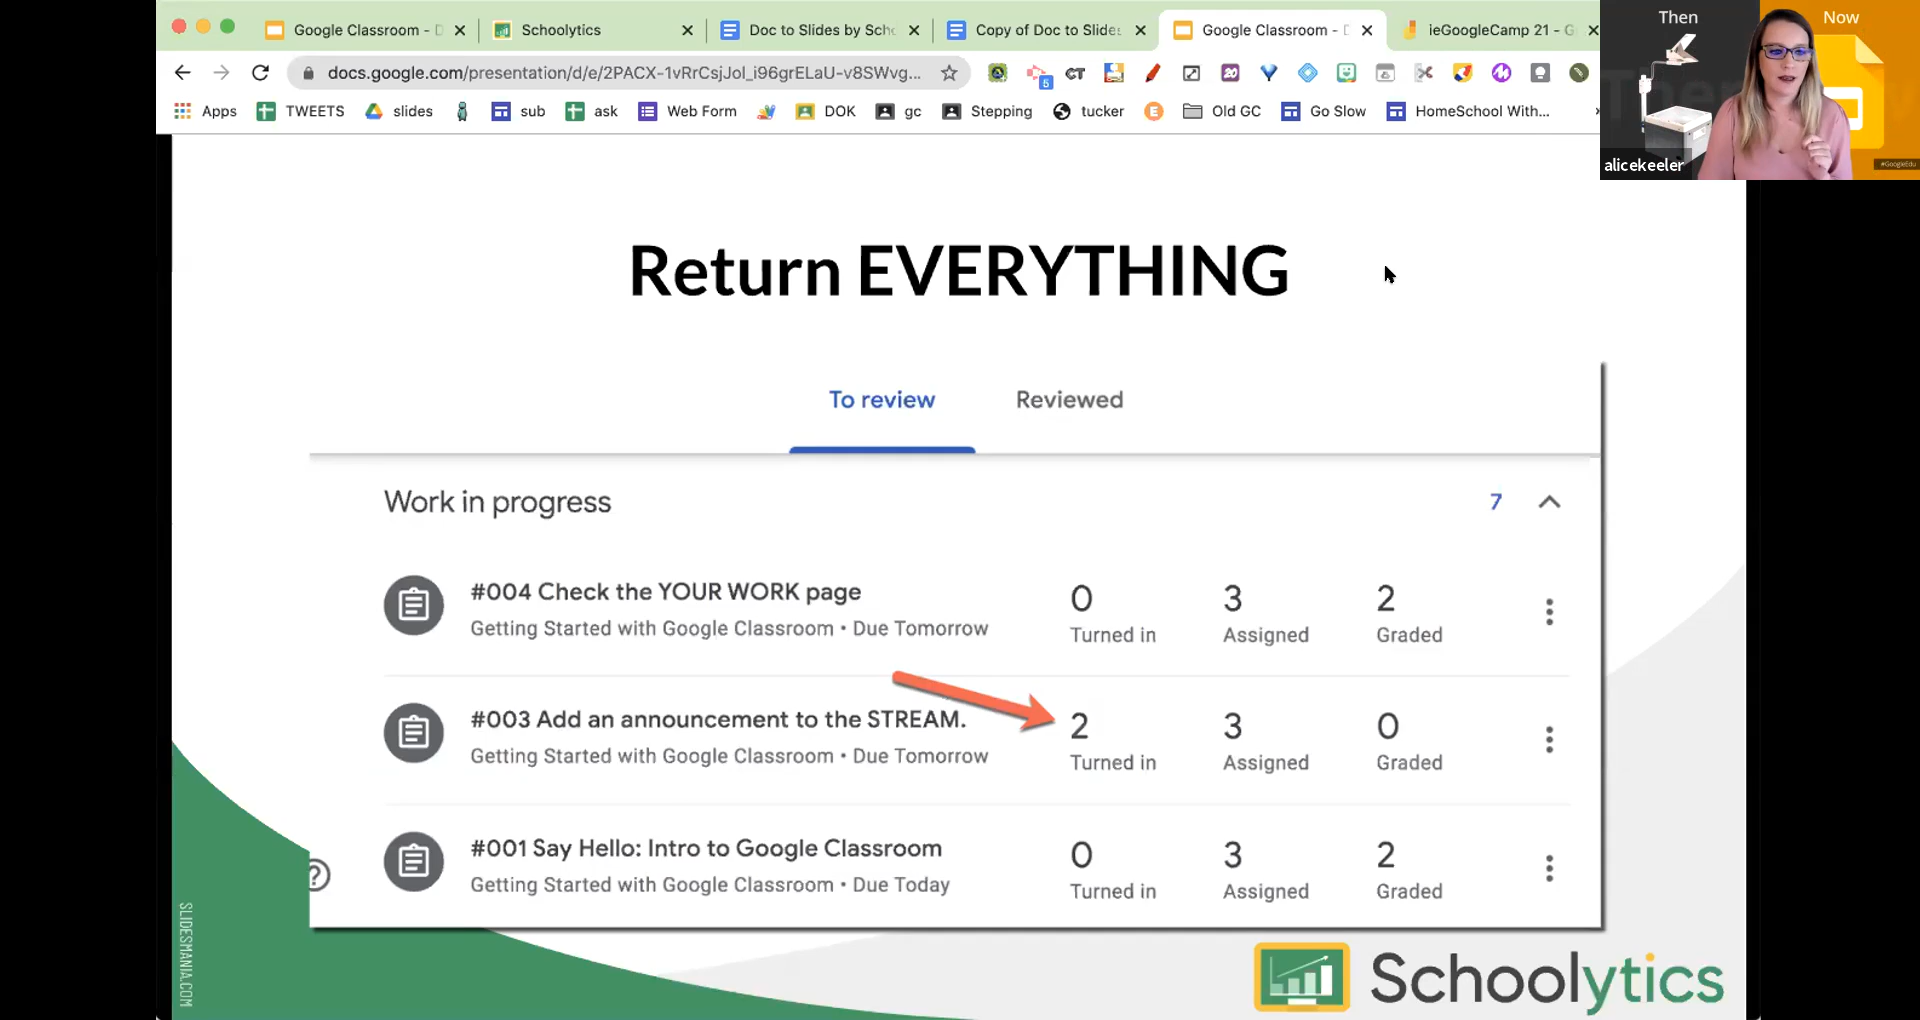 Google Classroom - D
Schoolytics
Doc to Slides by Scho
Copy of Doc to Slides
Google Classroom - D
ieGoogleCamp 21 - G
docs.google.com/presentation/d/e/2PACX-1vRrCsjJol_i96grELaU-v8SWvg...
5
CT
20
Apps
TWEETS
slides
sub
ask
Web Form
DOK
gc
Stepping
tucker
Old GC
Go Slow
HomeSchool With...
Then
Now
alicekeeler
#GoogleEdu
Return EVERYTHING
To review
Reviewed
Work in progress
7
#004 Check the YOUR WORK page
Getting Started with Google Classroom • Due Tomorrow
0
Turned in
3
Assigned
2
Graded
#003 Add an announcement to the STREAM.
Getting Started with Google Classroom • Due Tomorrow
2
Turned in
3
Assigned
0
Graded
#001 Say Hello: Intro to Google Classroom
Getting Started with Google Classroom • Due Today
0
Turned in
3
Assigned
2
Graded
SLIDESMANIA.COM
Schoolytics